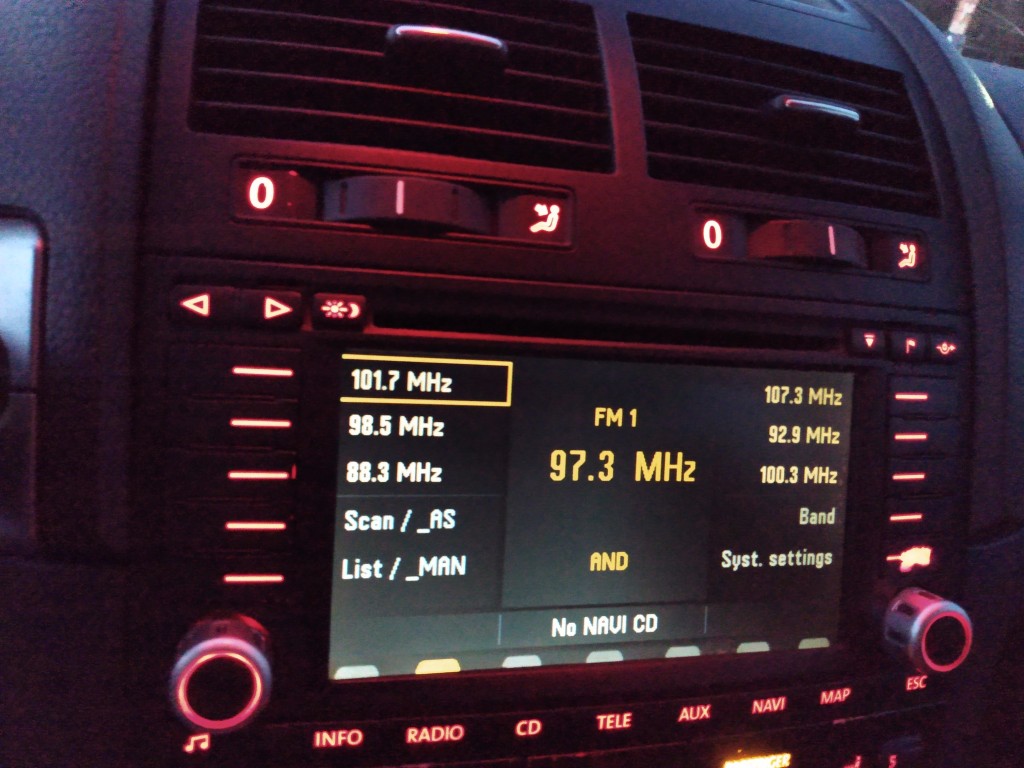 0
0
101.7 MHz
98.5 MHz
88.3 MHz
Scan / _AS
List / _MAN
FM 1
97.3 MHz
AND
107.3 MHz
92.9 MHz
100.3 MHz
Band
Syst. settings
No NAVI CD
INFO
RADIO
CD
TELE
AUX
NAVI
MAP
ESC